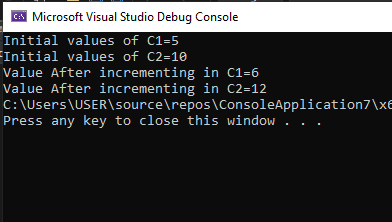 Microsoft Visual Studio Debug Console
Initial values of C1=5
Initial values of C2=10
Value After incrementing in C1=6
Value After incrementing in C2=12
C:\Users\USER\source\repos\ConsoleApplication7\x6
Press any key to close this window . . .